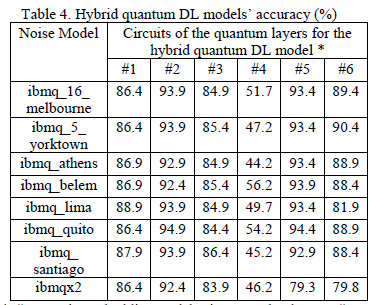 Table 4. Hybrid quantum DL models' accuracy (%)
Noise Model Circuits of the quantum layers for the
hybrid quantum DL model *
#1 #2 #3 #4 #5 #6
ibmq_16_
melbourne 86.4 93.9 84.9 51.7 93.4 89.4
ibmq_5_
yorktown 86.4 93.9 85.4 47.2 93.4 90.4
ibmq_athens 86.9 92.9 84.9 44.2 93.4 88.9
ibmq_belem 86.9 92.4 85.4 56.2 93.9 88.4
ibmq_lima 88.9 93.9 84.9 49.7 93.4 81.9
ibmq_quito 86.4 94.9 84.4 54.2 94.4 88.9
ibmq_
santiago 87.9 93.9 86.4 45.2 92.9 88.4
ibmqx2 86.4 92.4 83.9 46.2 79.3 79.8